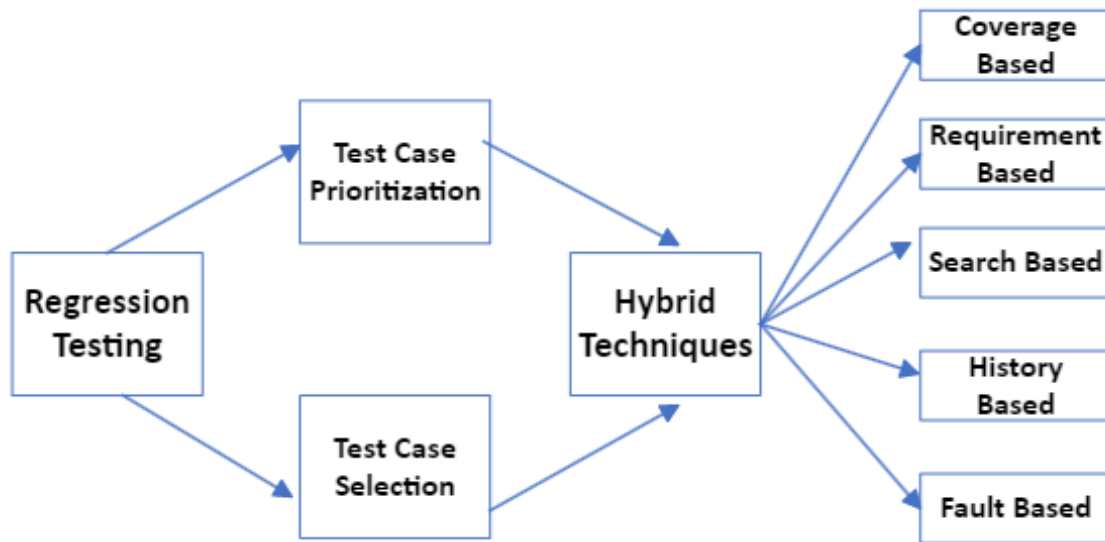 Regression
Testing
Test Case
Prioritization
Test Case
Selection
Hybrid
Techniques
Coverage
Based
Requirement
Based
Search Based
History
Based
Fault Based